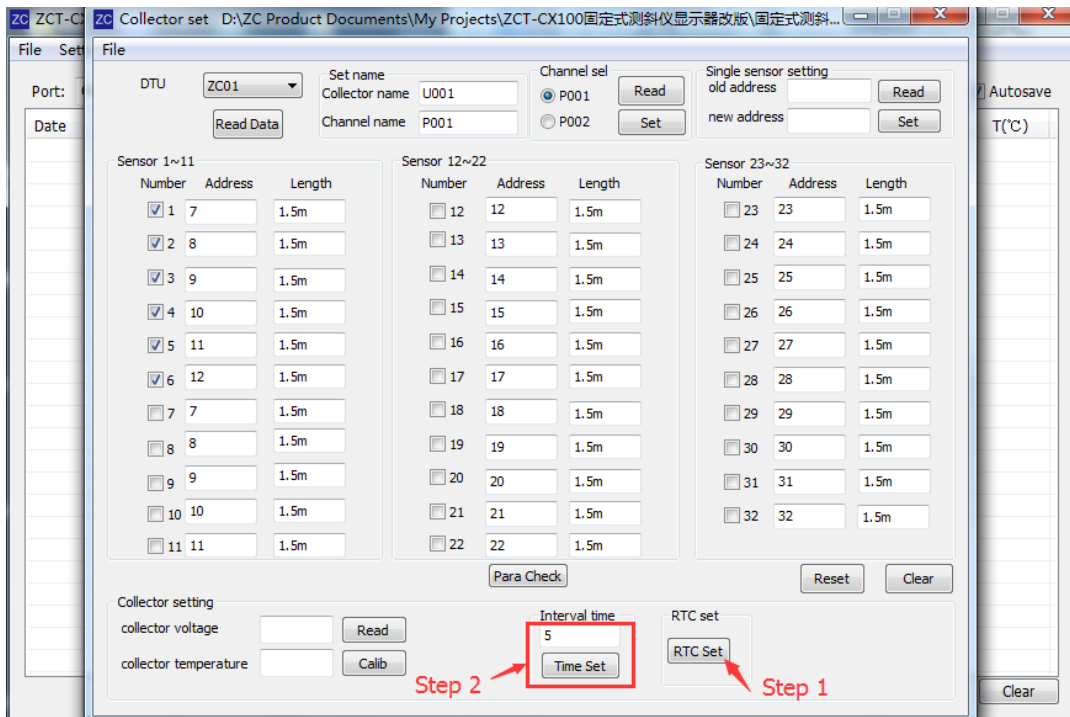 ZC ZCT-C
ZC Collector set D:\ZC Product Documents\My Projects\ZCT-CX100固定式测斜仪显示器改版\固定式测斜...
File Set
File
Port:
Autosave
Date
T(℃)
DTU ZC01
Read Data
Set name
Collector name U001
Channel name P001
Channel sel
P001 Read
P002 Set
Single sensor setting
old address Read
new address Set
Sensor 1~11
Number Address Length
1 7 1.5m
2 8 1.5m
3 9 1.5m
4 10 1.5m
5 11 1.5m
6 12 1.5m
7 7 1.5m
8 8 1.5m
9 9 1.5m
10 10 1.5m
11 11 1.5m
Sensor 12~22
Number Address Length
12 12 1.5m
13 13 1.5m
14 14 1.5m
15 15 1.5m
16 16 1.5m
17 17 1.5m
18 18 1.5m
19 19 1.5m
20 20 1.5m
21 21 1.5m
22 22 1.5m
Sensor 23~32
Number Address Length
23 23 1.5m
24 24 1.5m
25 25 1.5m
26 26 1.5m
27 27 1.5m
28 28 1.5m
29 29 1.5m
30 30 1.5m
31 31 1.5m
32 32 1.5m
Para Check
Reset Clear
Collector setting
collector voltage Read
collector temperature Calib
Interval time
5
Time Set
RTC set
RTC Set
Step 2
Step 1
Clear